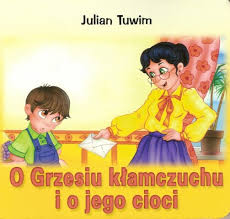 Julian Tuwim
O Grzesiu kłamczuchu
i o jego cioci